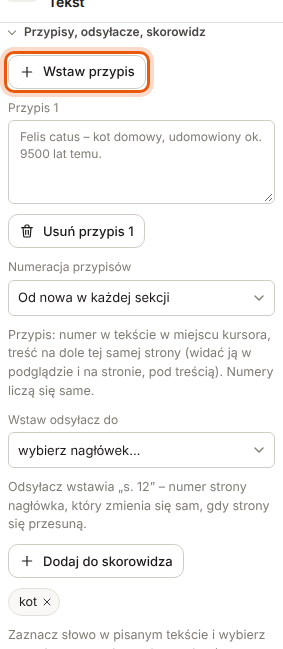 Tekst
Przypisy, odsyłacze, skorowidz
Wstaw przypis
Przypis 1
Felis catus – kot domowy, udomowiony ok.
9500 lat temu.
Usuń przypis 1
Numeracja przypisów
Od nowa w każdej sekcji
Przypis: numer w tekście w miejscu kursora,
treść na dole tej samej strony (widać ją w
podglądzie i na stronie, pod treścią). Numery
liczą się same.
Wstaw odsyłacz do
wybierz nagłówek...
Odsyłacz wstawia „s. 12” – numer strony
nagłówka, który zmienia się sam, gdy strony
się przesuną.
Dodaj do skorowidza
kot ×
Zaznacz słowo w pisanym tekście i wybierz